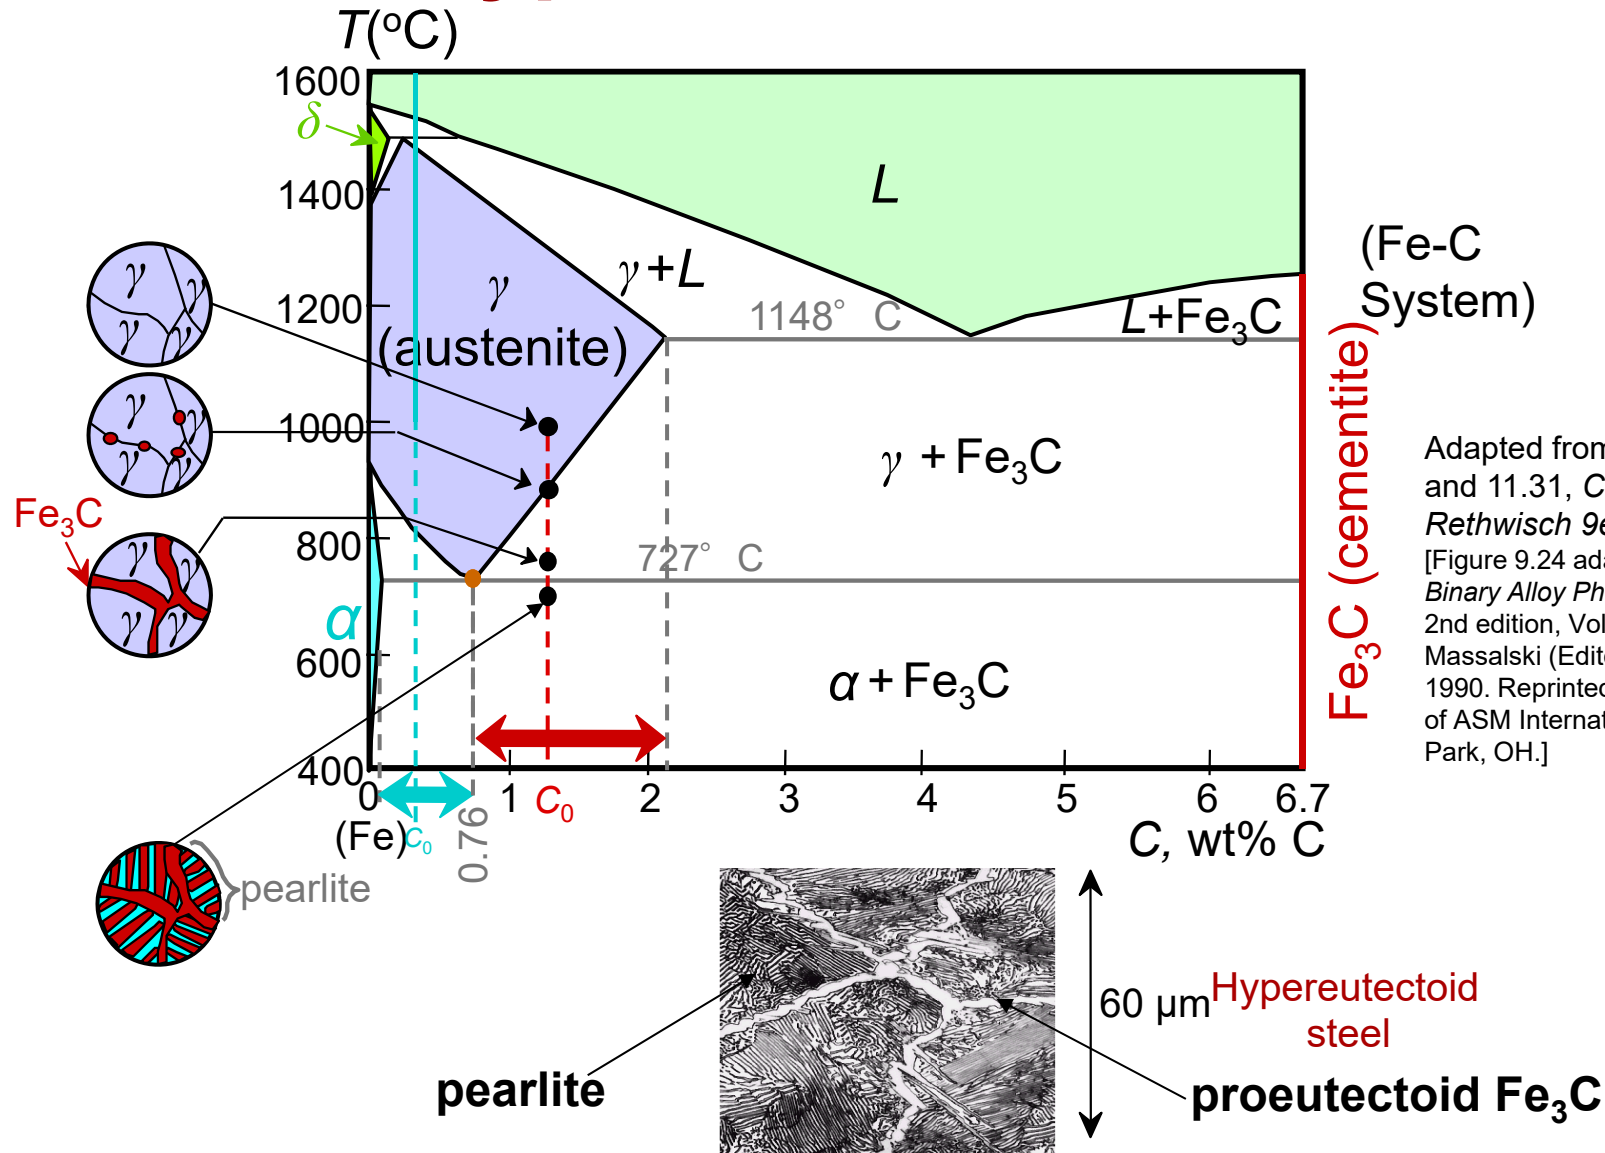 T(°C)
1600
δ
1400
L
γ
γ
γ
γ
γ+L
(Fe-C
System)
1200
1148° C
L+Fe₃C
(austenite)
γ
γ
γ
γ
γ
1000
γ + Fe₃C
Fe₃C (cementite)
Adapted from
and 11.31, C
Rethwisch 9e
[Figure 9.24 ada
Binary Alloy Ph
2nd edition, Vol
Massalski (Edito
1990. Reprinted
of ASM Internat
Park, OH.]
Fe₃C
800
727° C
γ
γ
γ
α
600
α + Fe₃C
400
0
1
C₀
2
3
4
5
6
6.7
(Fe)
C₀
0.76
C, wt% C
pearlite
60 μm
Hypereutectoid
steel
pearlite
proeutectoid Fe₃C